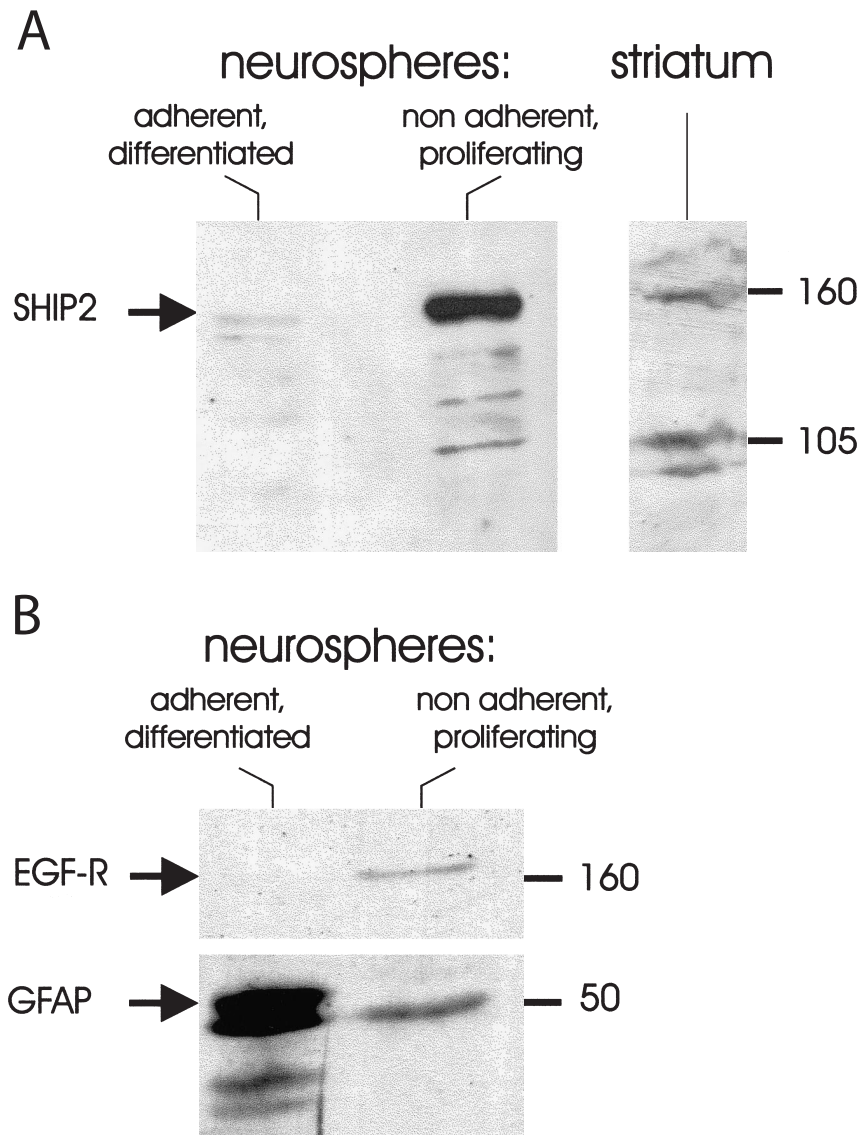 A
neurospheres: striatum
adherent, differentiated
non adherent, proliferating
SHIP2
160
105
B
neurospheres:
adherent, differentiated
non adherent, proliferating
EGF-R
160
GFAP
50